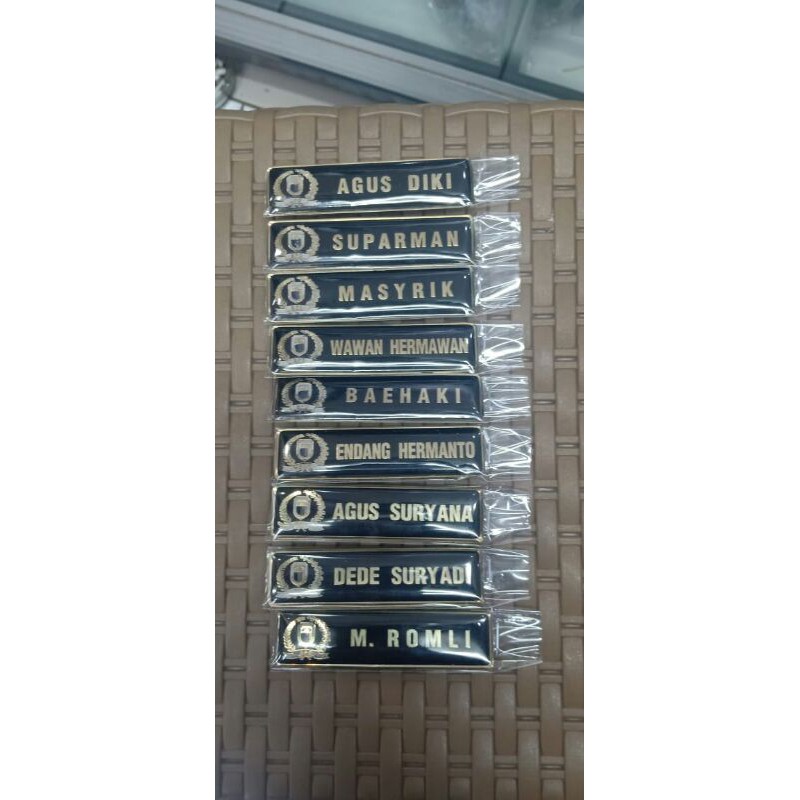 AGUS DIKI
SUPARMAN
MASYRIK
WAWAN HERMAWAN
BAEHAKI
ENDANG HERMANTO
AGUS SURYANA
DEDE SURYADI
M. ROMLI